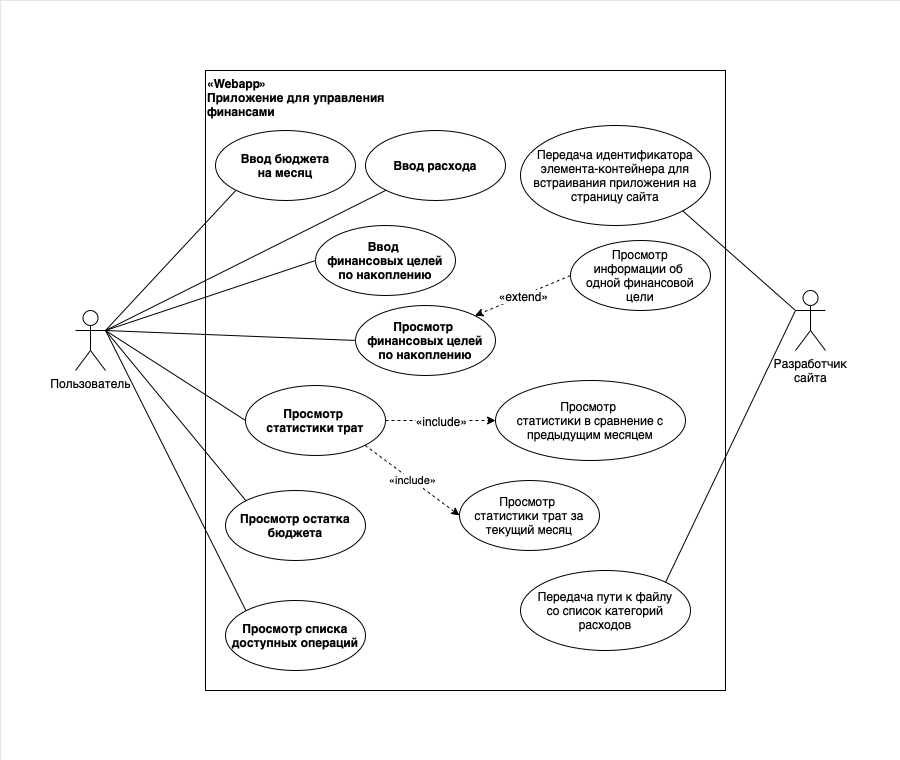 «Webapp»
Приложение для управления
финансами
Ввод бюджета
на месяц
Ввод расхода
Передача идентификатора
элемента-контейнера для
встраивания приложения на
страницу сайта
Ввод
финансовых целей
по накоплению
Просмотр
информации об
одной финансовой
цели
«extend»
Просмотр
финансовых целей
по накоплению
Пользователь
Разработчик
сайта
Просмотр
статистики трат
«include»
Просмотр
статистики в сравнение с
предыдущим месяцем
«include»
Просмотр
статистики трат за
текущий месяц
Просмотр остатка
бюджета
Передача пути к файлу
со список категорий
расходов
Просмотр списка
доступных операций